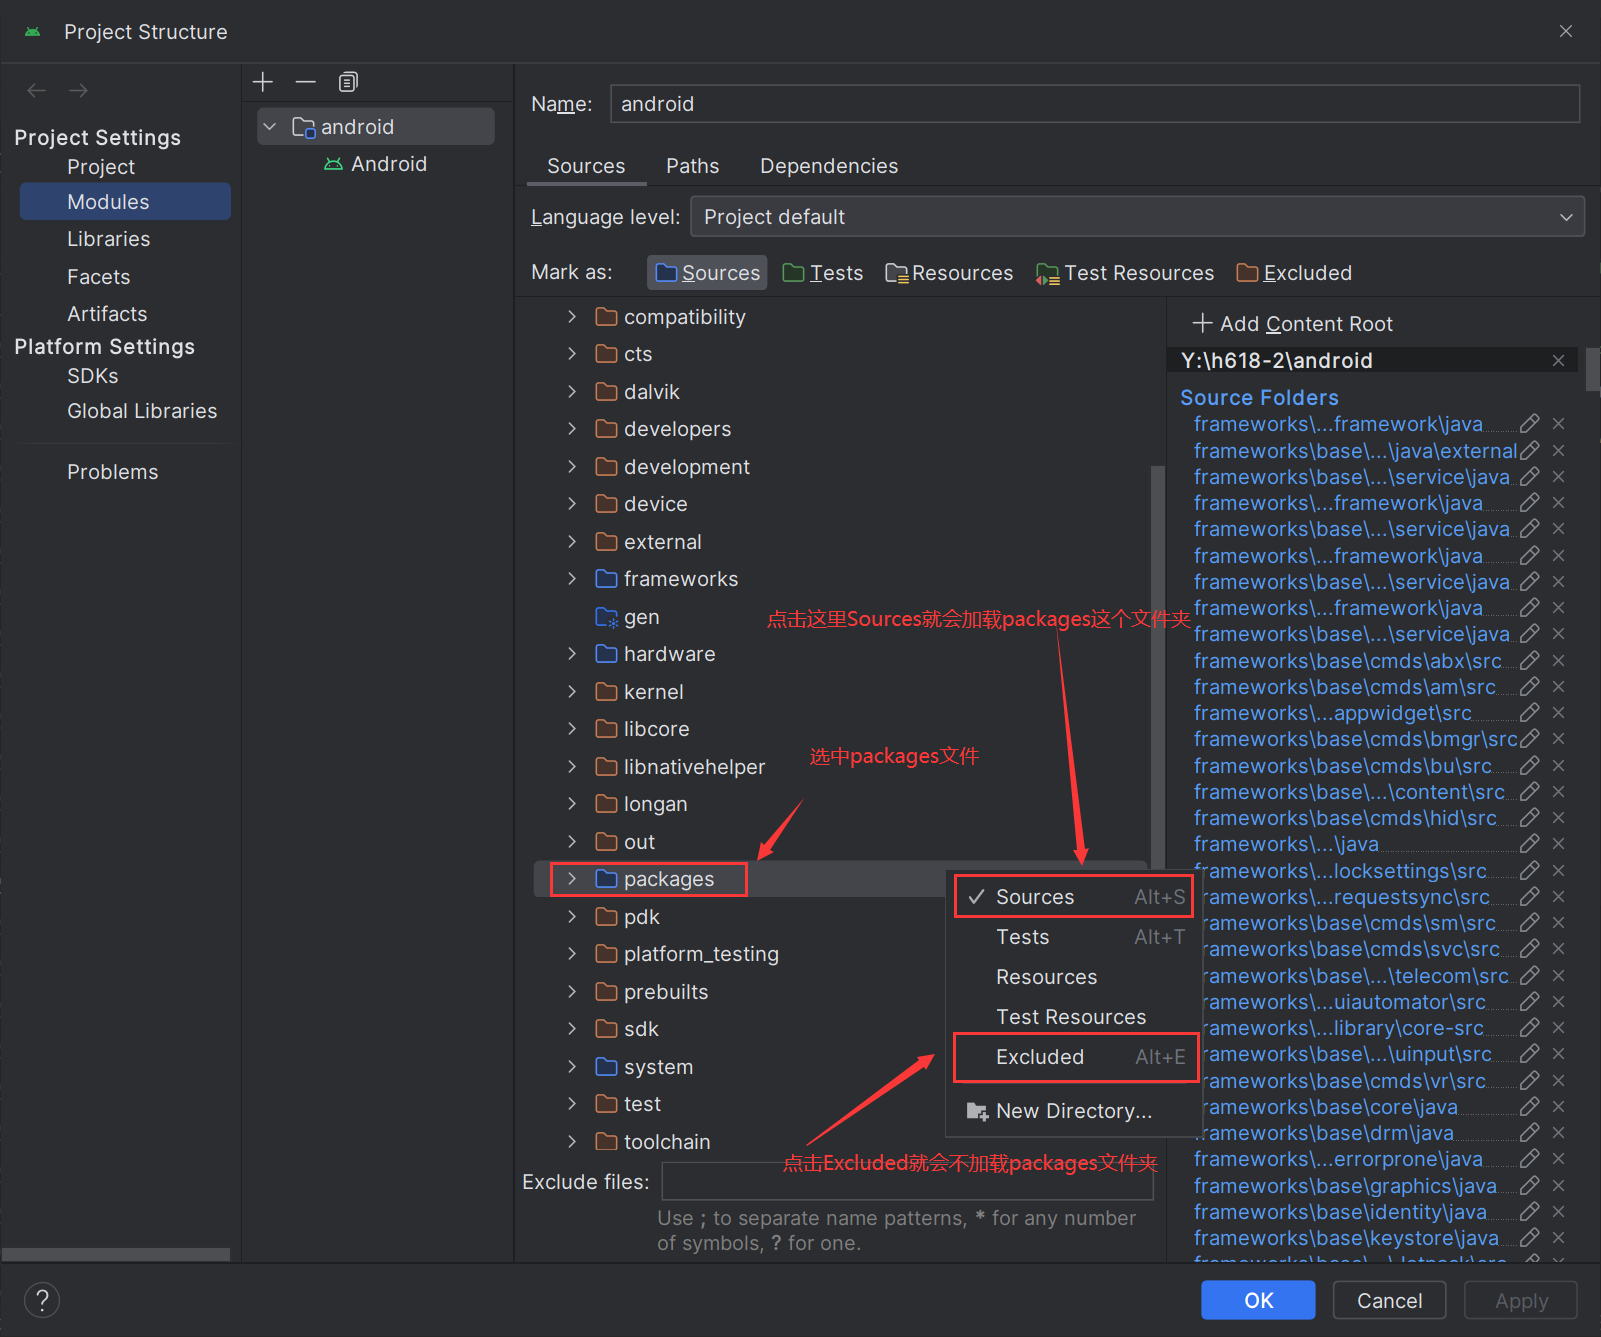 Project Structure
Project Settings
Project
Modules
Libraries
Facets
Artifacts
Platform Settings
SDKs
Global Libraries
Problems
android
Android
Name: android
Sources Paths Dependencies
Language level: Project default
Mark as: Sources Tests Resources Test Resources Excluded
compatibility
cts
dalvik
developers
development
device
external
frameworks
gen
hardware
kernel
libcore
libnativehelper
longan
out
packages
pdk
platform_testing
prebuilts
sdk
system
test
toolchain
点击这里Sources就会加载packages这个文件夹
选中packages文件
Sources Alt+S
Tests Alt+T
Resources
Test Resources
Excluded Alt+E
New Directory...
点击Excluded就会不加载packages文件夹
Exclude files:
Use ; to separate name patterns, * for any number
of symbols, ? for one.
Add Content Root
Y:\h618-2\android
Source Folders
frameworks\...framework\java
frameworks\base\...\java\external
frameworks\base\...\service\java
frameworks\...framework\java
frameworks\base\...\service\java
frameworks\...framework\java
frameworks\base\...\service\java
frameworks\...framework\java
frameworks\base\...\service\java
frameworks\base\cmds\abx\src
frameworks\base\cmds\am\src
frameworks\...appwidget\src
frameworks\base\cmds\bmgr\src
frameworks\base\cmds\bu\src
frameworks\base\...\content\src
frameworks\base\cmds\hid\src
frameworks\...\java
rameworks\...locksettings\src
rameworks\...requestsync\src
rameworks\base\cmds\sm\src
rameworks\base\cmds\svc\src
rameworks\base\...\telecom\src
rameworks\...uiautomator\src
rameworks\...library\core-src
rameworks\base\...\uinput\src
rameworks\base\cmds\vr\src
rameworks\base\core\java
rameworks\base\drm\java
rameworks\...errorprone\java
frameworks\base\graphics\java
frameworks\base\identity\java
frameworks\base\keystore\java
?
OK Cancel Apply